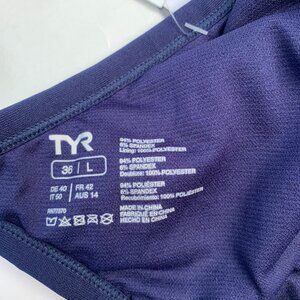 TYR
36 L
DE 40 FR 42
IT 50 AUS 14
94% POLYESTER
6% SPANDEX
Lining: 100% POLYESTER
94% POLYESTER
6% SPANDEX
Doublure: 100% POLYESTER
94% POLIÉSTER
6% SPANDEX
Recubrimiento: 100% POLIÉSTER
MADE IN CHINA
FABRIQUÉ EN CHINE
HECHO EN CHINA